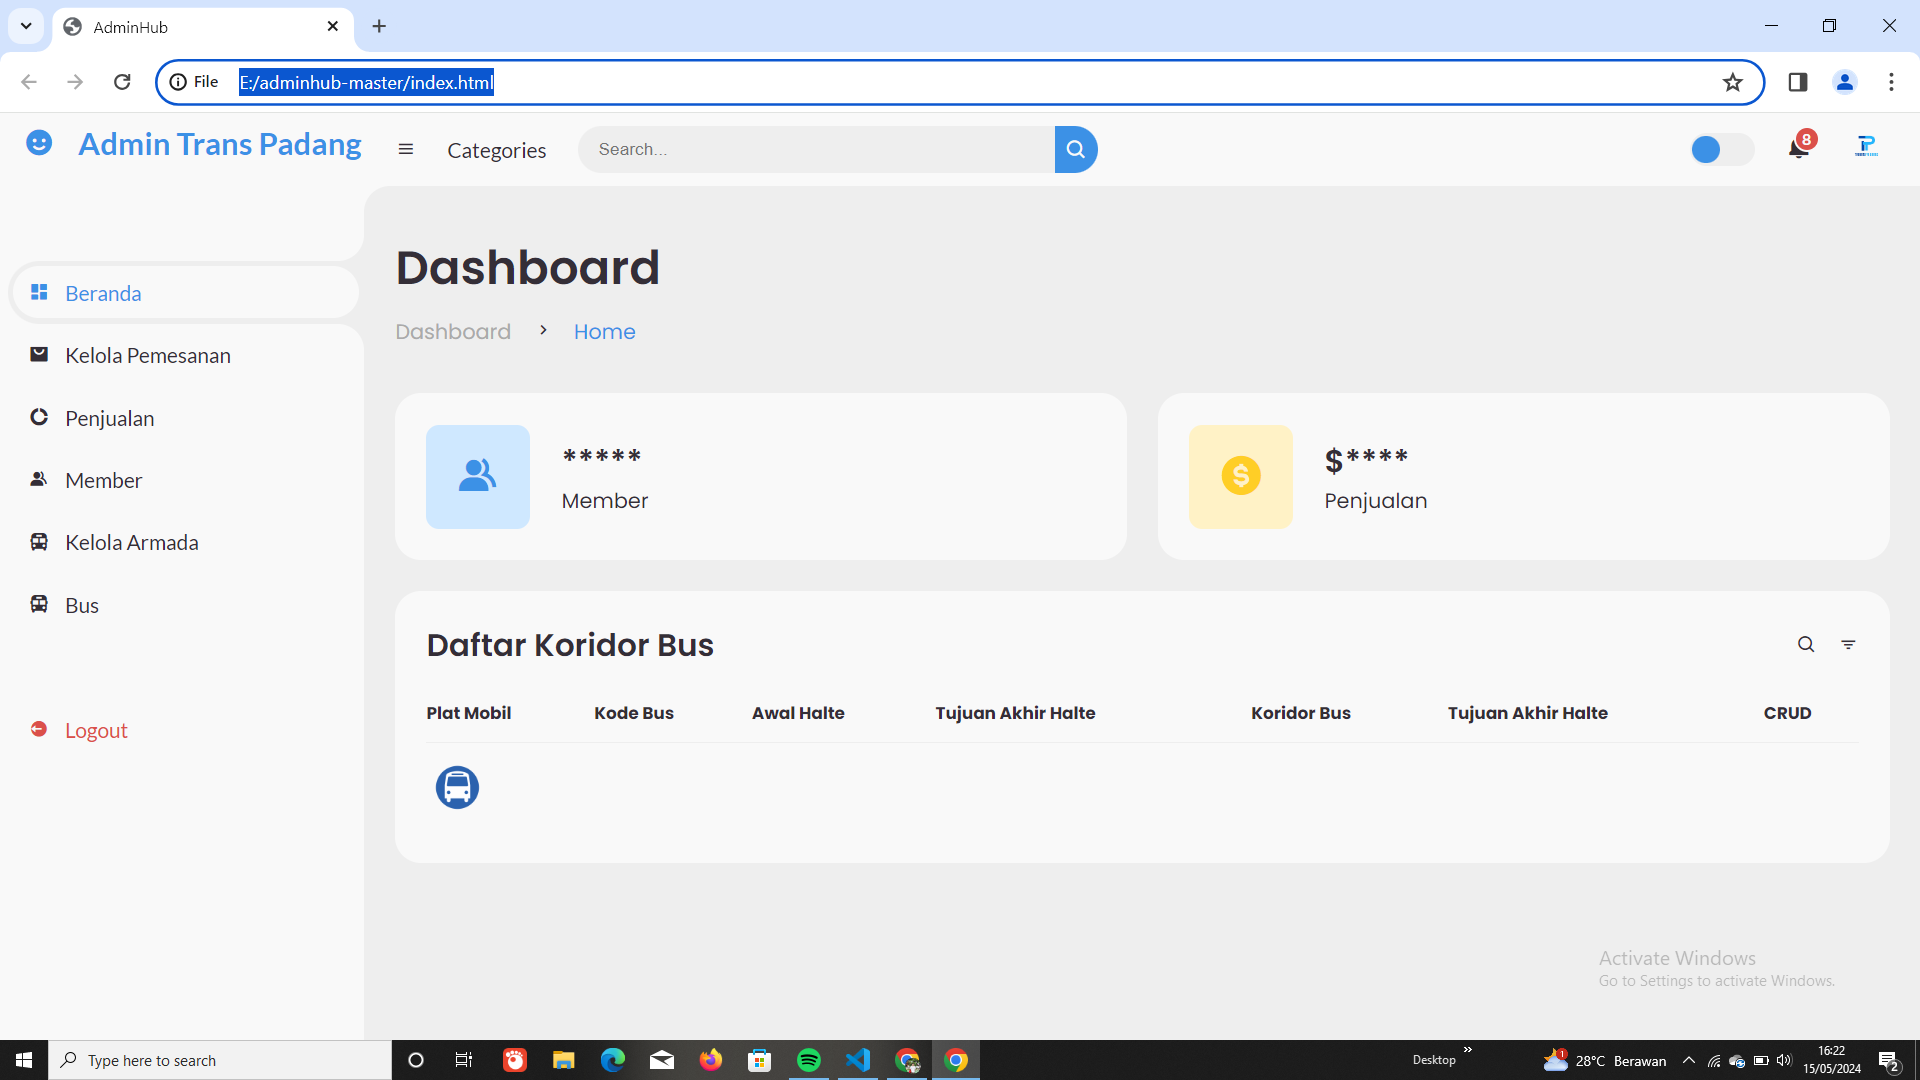 AdminHub
File E:/adminhub-master/index.html
Admin Trans Padang
Categories
Search...
8
Beranda
Kelola Pemesanan
Penjualan
Member
Kelola Armada
Bus
Logout
Dashboard
Dashboard > Home
*****
Member
$****
Penjualan
Daftar Koridor Bus
Plat Mobil Kode Bus Awal Halte Tujuan Akhir Halte Koridor Bus Tujuan Akhir Halte CRUD
Activate Windows
Go to Settings to activate Windows.
Type here to search
Desktop
1
28°C Berawan
16:22
15/05/2024
2